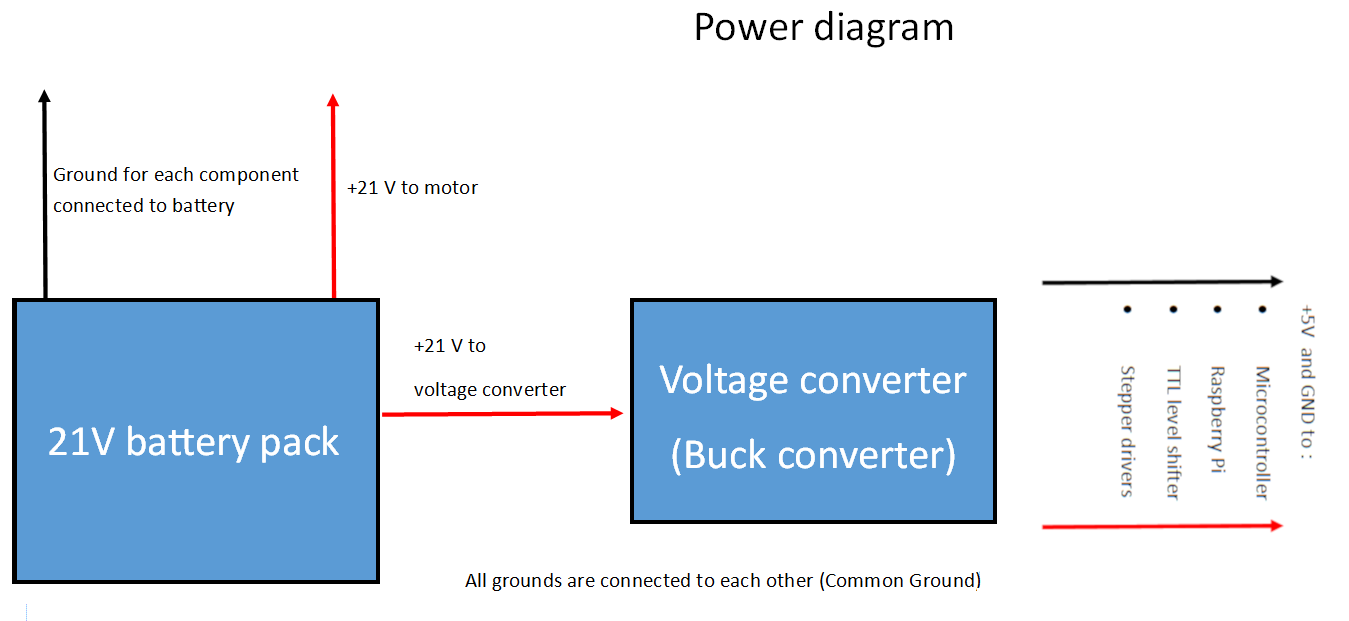 Power diagram
Ground for each component
connected to battery
+21 V to motor
+21 V to
voltage converter
21V battery pack
Voltage converter
(Buck converter)
+5V and GND to :
• Microcontroller
• Raspberry Pi
• TTL level shifter
• Stepper drivers
All grounds are connected to each other (Common Ground)